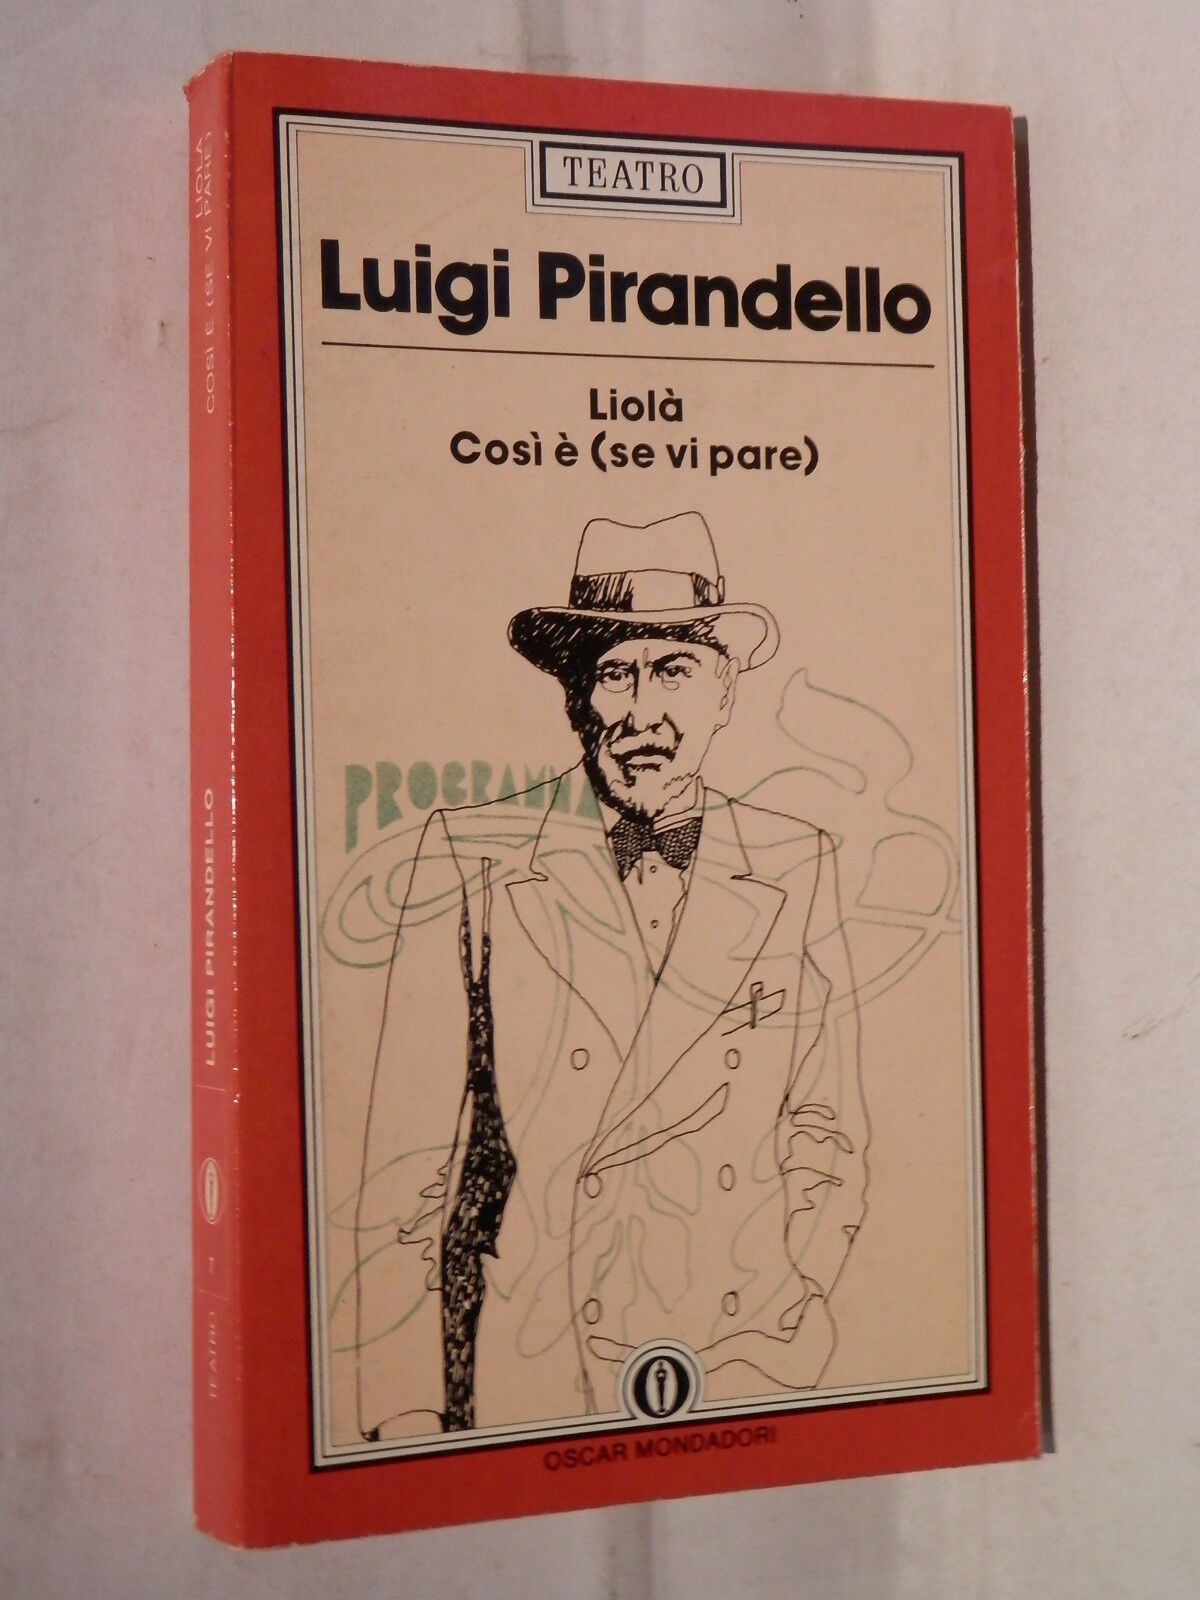 TEATRO
Luigi Pirandello
Liolà
Così è (se vi pare)
PROGRAMMA
OSCAR MONDADORI
LIOLÀ
COSÌ È (SE VI PARE)
LUIGI PIRANDELLO
TEATRO